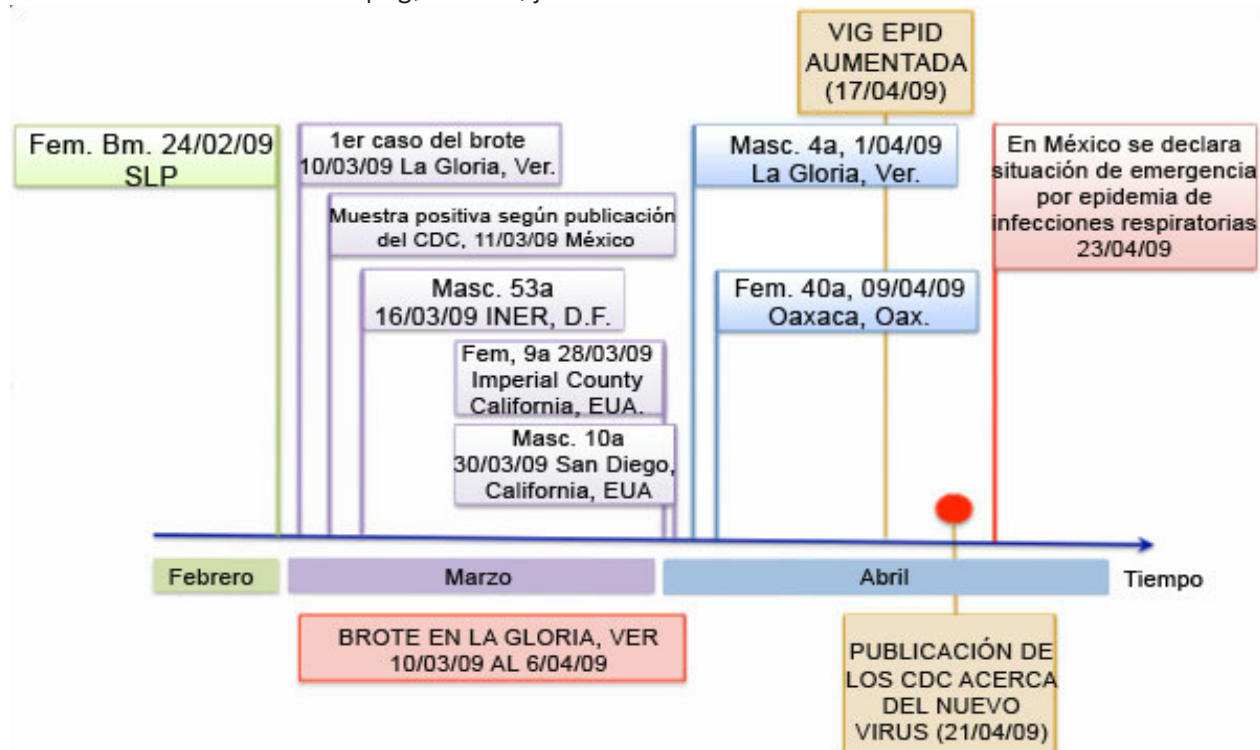 VIG EPID
AUMENTADA
(17/04/09)
Fem. Bm. 24/02/09
SLP
1er caso del brote
10/03/09 La Gloria, Ver.
Muestra positiva según publicación
del CDC, 11/03/09 México
Masc. 53a
16/03/09 INER, D.F.
Fem, 9a 28/03/09
Imperial County
California, EUA.
Masc. 10a
30/03/09 San Diego,
California, EUA
Masc. 4a, 1/04/09
La Gloria, Ver.
Fem. 40a, 09/04/09
Oaxaca, Oax.
En México se declara
situación de emergencia
por epidemia de
infecciones respiratorias
23/04/09
Febrero
Marzo
Abril
Tiempo
BROTE EN LA GLORIA, VER
10/03/09 AL 6/04/09
PUBLICACIÓN DE
LOS CDC ACERCA
DEL NUEVO
VIRUS (21/04/09)